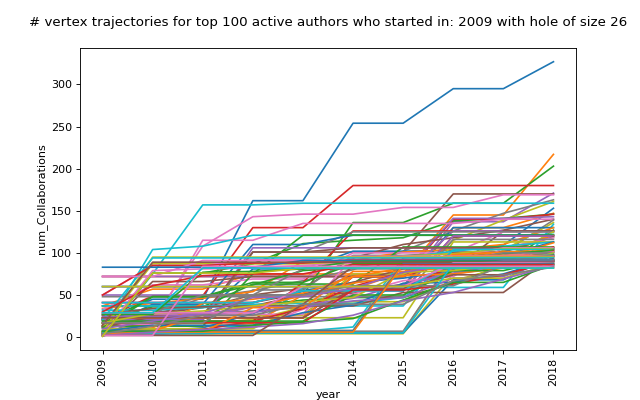 # vertex trajectories for top 100 active authors who started in: 2009 with hole of size 26
300
250
200
150
100
50
0
num_Collaborations
2009 2010 2011 2012 2013 2014 2015 2016 2017 2018
year